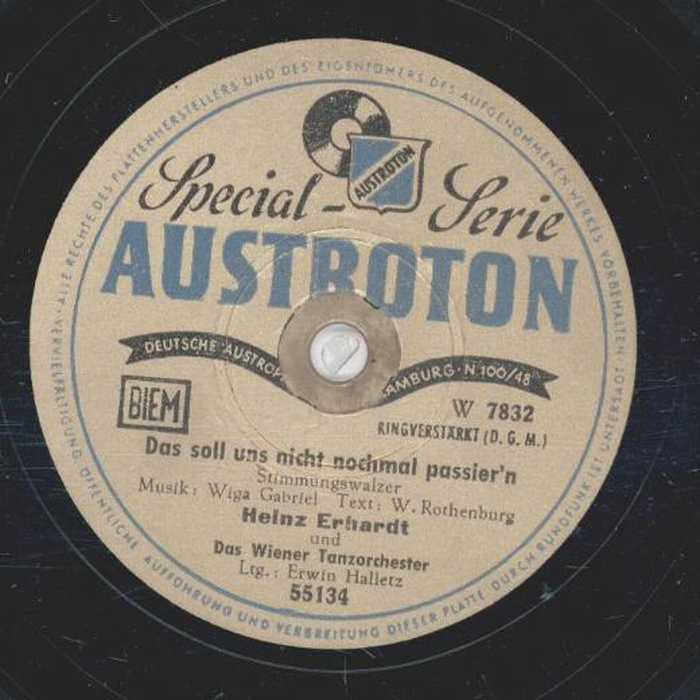 ALLE RECHTE DES PLATTENHERSTELLERS UND DES EIGENTÜMERS DES AUFGENOMMENEN WERKES VORBEHALTEN · UNTERSAGT IST VERVIELFÄLTIGUNG ÖFFENTLICHE AUFFÜHRUNG UND VERBREITUNG DIESER PLATTE DURCH RUNDFUNK
AUSTROTON
Special - Serie
AUSTROTON
DEUTSCHE AUSTROP AMBURG · N 100/48
BIEM
W 7832
RINGVERSTÄRKT (D. G. M.)
Das soll uns nicht nochmal passier'n
Stimmungswalzer
Musik: Wiga Gabriel Text: W. Rothenburg
Heinz Erhardt
und
Das Wiener Tanzorchester
Ltg.: Erwin Halletz
55134